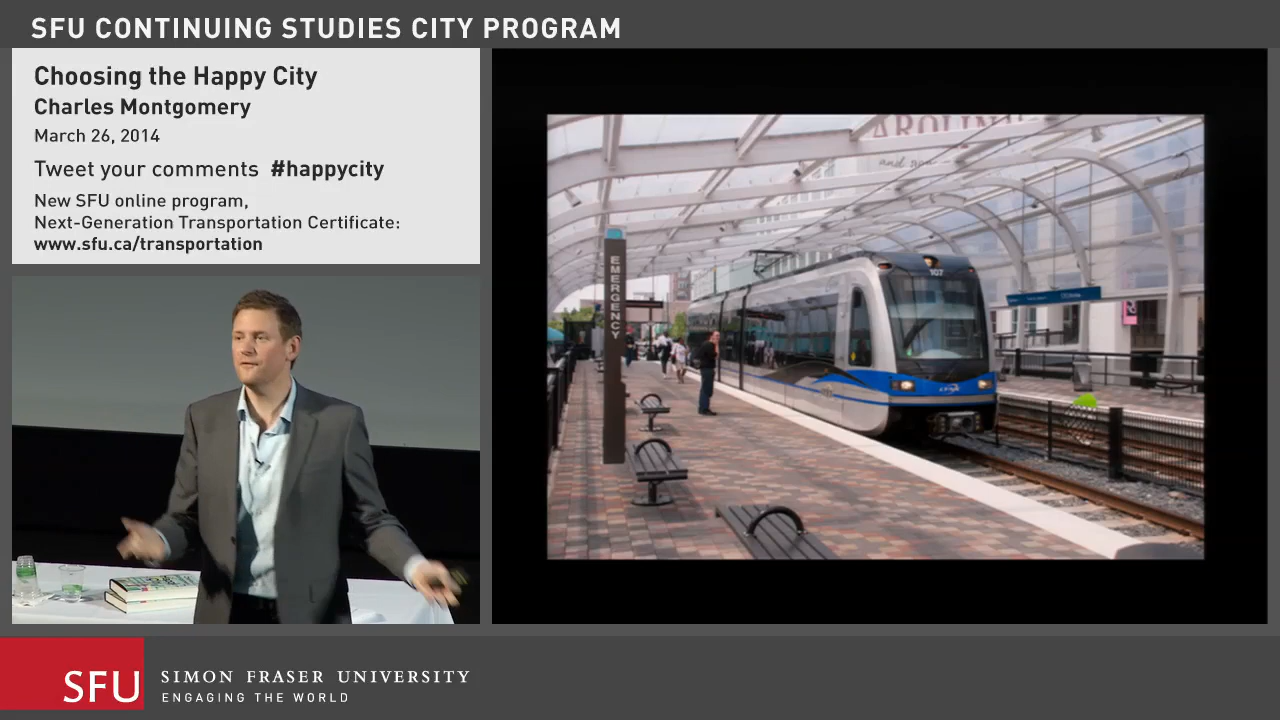 SFU CONTINUING STUDIES CITY PROGRAM
Choosing the Happy City
Charles Montgomery
March 26, 2014
Tweet your comments #happycity
New SFU online program,
Next-Generation Transportation Certificate:
www.sfu.ca/transportation
EMERGENCY
107
SFU
SIMON FRASER UNIVERSITY
ENGAGING THE WORLD